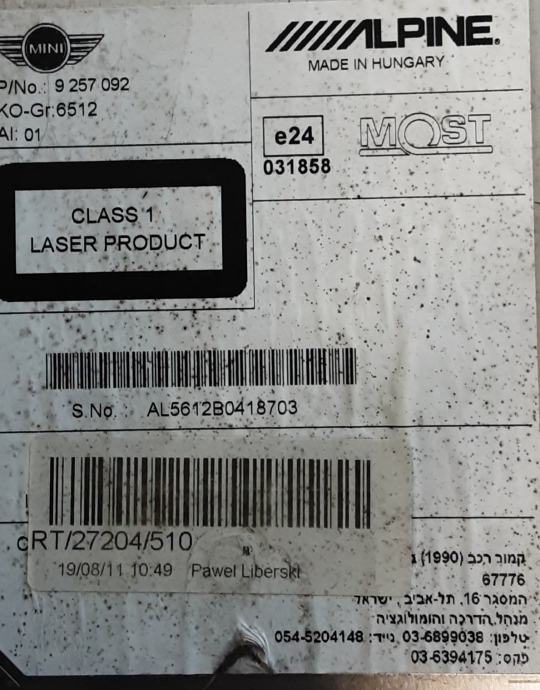 MINI
P/No.: 9 257 092
KO-Gr:6512
AI: 01
ALPINE
MADE IN HUNGARY
e24
031858
MOST
CLASS 1
LASER PRODUCT
S.No. : AL5612B0418703
cRT/27204/510
19/08/11 10:49 Pawel Liberski
קמור רכב (1990)
67776
המסגר 16, תל-אביב, ישראל
מנהל הדרכה והומולוגציה
טלפון: 03-6899038 נייד: 054-5204148
פקס: 03-6394175